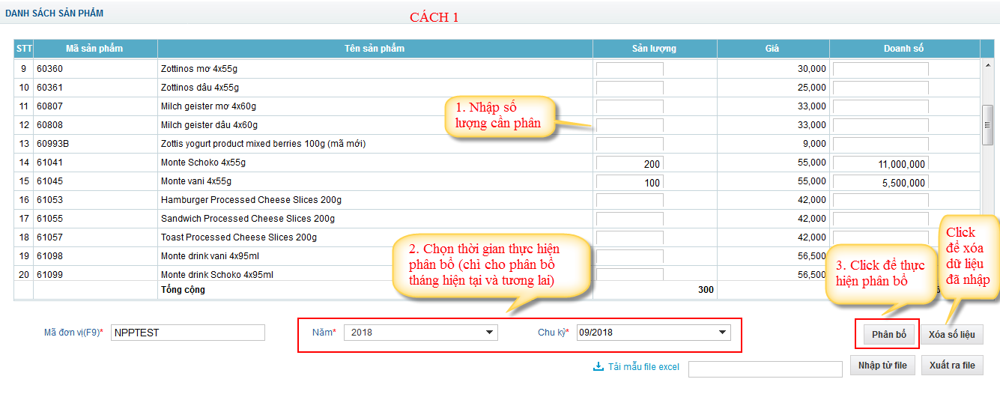 DANH SÁCH SẢN PHẨM
CÁCH 1
STT Mã sản phẩm Tên sản phẩm Sản lượng Giá Doanh số
9 60360 Zottinos mơ 4x55g 30,000
10 60361 Zottinos dâu 4x55g 25,000
11 60807 Milch geister mơ 4x60g 33,000
12 60808 Milch geister dâu 4x60g 33,000
13 60993B Zottis yogurt product mixed berries 100g (mã mới) 9,000
14 61041 Monte Schoko 4x55g 200 55,000 11,000,000
15 61045 Monte vani 4x55g 100 55,000 5,500,000
16 61053 Hamburger Processed Cheese Slices 200g 42,000
17 61055 Sandwich Processed Cheese Slices 200g 42,000
18 61057 Toast Processed Cheese Slices 200g 42,000
19 61098 Monte drink vani 4x95ml 56,500
20 61099 Monte drink Schoko 4x95ml 56,500
Tổng cộng 300
1. Nhập số
lượng cần phân
2. Chọn thời gian thực hiện
phân bổ (chỉ cho phân bổ
tháng hiện tại và tương lai)
3. Click để thực
hiện phân bổ
Click
để xóa
dữ liệu
đã nhập
Mã đơn vị(F9)* NPPTEST Năm* 2018 Chu kỳ* 09/2018 Phân bổ Xóa số liệu
Tải mẫu file excel Nhập từ file Xuất ra file